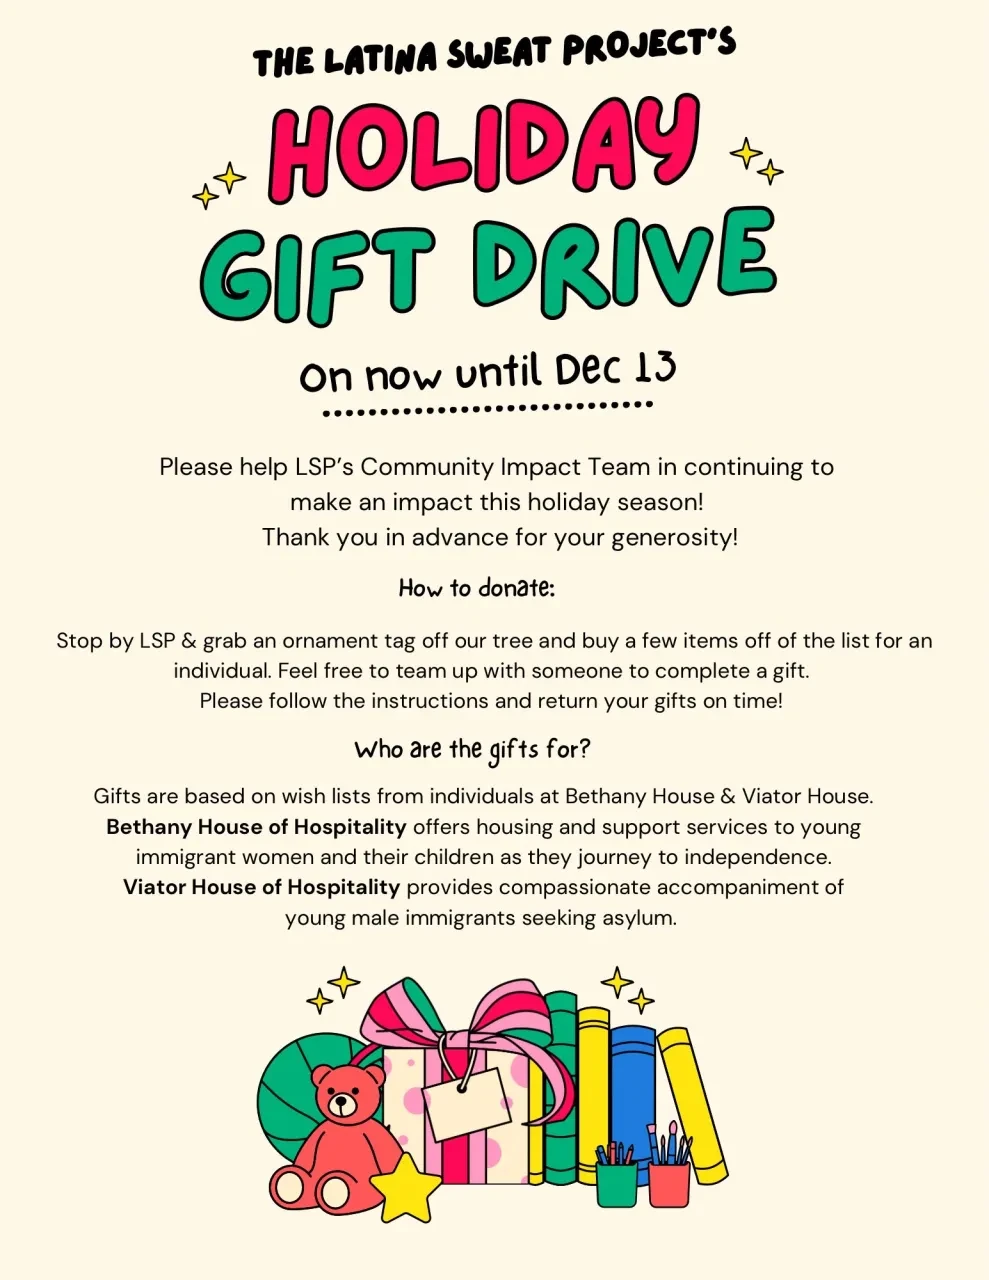 THE LATINA SWEAT PROJECT'S
HOLIDAY
GIFT DRIVE
On now until Dec 13
Please help LSP's Community Impact Team in continuing to
make an impact this holiday season!
Thank you in advance for your generosity!
How to donate:
Stop by LSP & grab an ornament tag off our tree and buy a few items off of the list for an
individual. Feel free to team up with someone to complete a gift.
Please follow the instructions and return your gifts on time!
Who are the gifts for?
Gifts are based on wish lists from individuals at Bethany House & Viator House.
Bethany House of Hospitality offers housing and support services to young
immigrant women and their children as they journey to independence.
Viator House of Hospitality provides compassionate accompaniment of
young male immigrants seeking asylum.